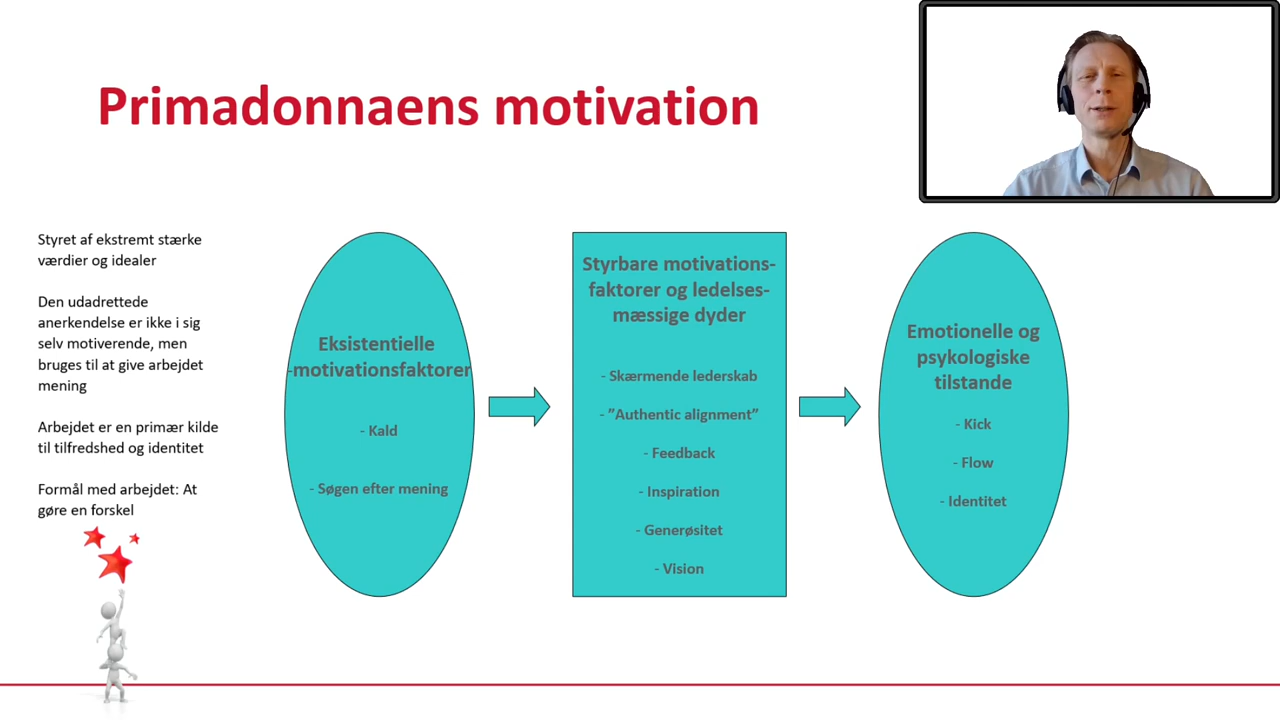 Primadonnaens motivation
Styret af ekstremt stærke
værdier og idealer
Den udadrettede
anerkendelse er ikke i sig
selv motiverende, men
bruges til at give arbejdet
mening
Arbejdet er en primær kilde
til tilfredshed og identitet
Formål med arbejdet: At
gøre en forskel
Eksistentielle
-motivationsfaktorer
- Kald
- Søgen efter mening
Styrbare motivations-
faktorer og ledelses-
mæssige dyder
- Skærmende lederskab
- ”Authentic alignment”
- Feedback
- Inspiration
- Generøsitet
- Vision
Emotionelle og
psykologiske
tilstande
- Kick
- Flow
- Identitet